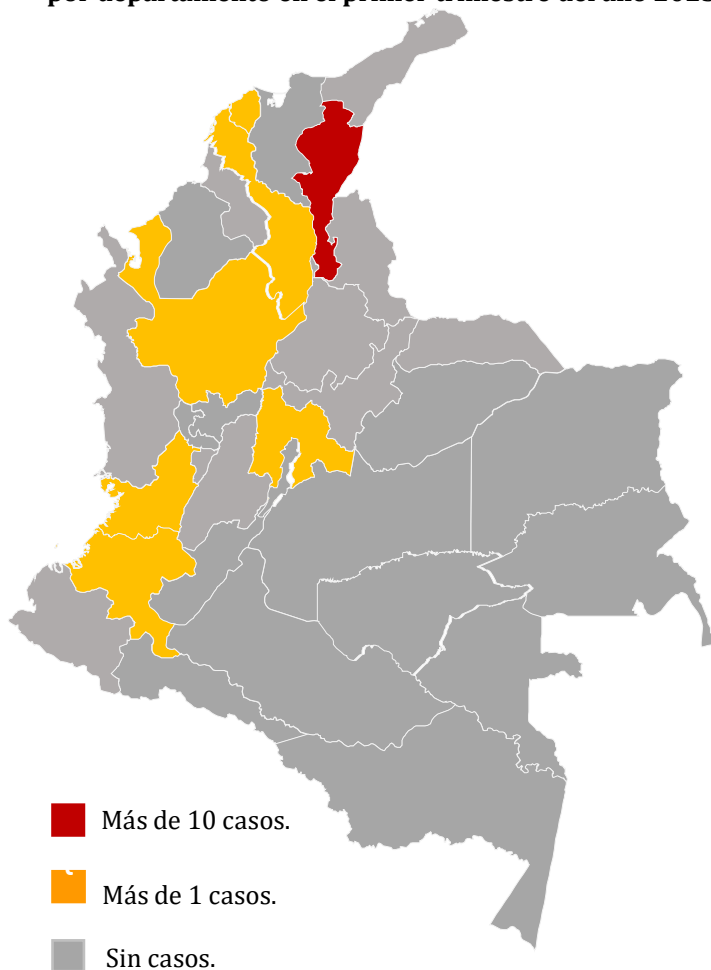 por departamento en el primer trimestre del año
Más de 10 casos.
Más de 1 casos.
Sin casos.